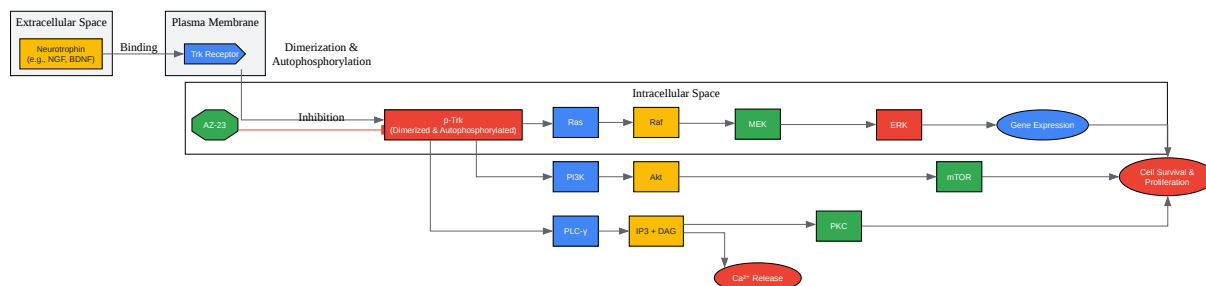 Extracellular Space
Plasma Membrane
Neurotrophin
(e.g., NGF, BDNF)
Binding
Trk Receptor
Dimerization &
Autophosphorylation
Intracellular Space
AZ-23
Inhibition
p-Trk
(Dimerized & Autophosphorylated)
Ras
Raf
MEK
ERK
Gene Expression
PI3K
Akt
mTOR
Cell Survival &
Proliferation
PLC-γ
IP3 + DAG
PKC
Ca²⁺ Release